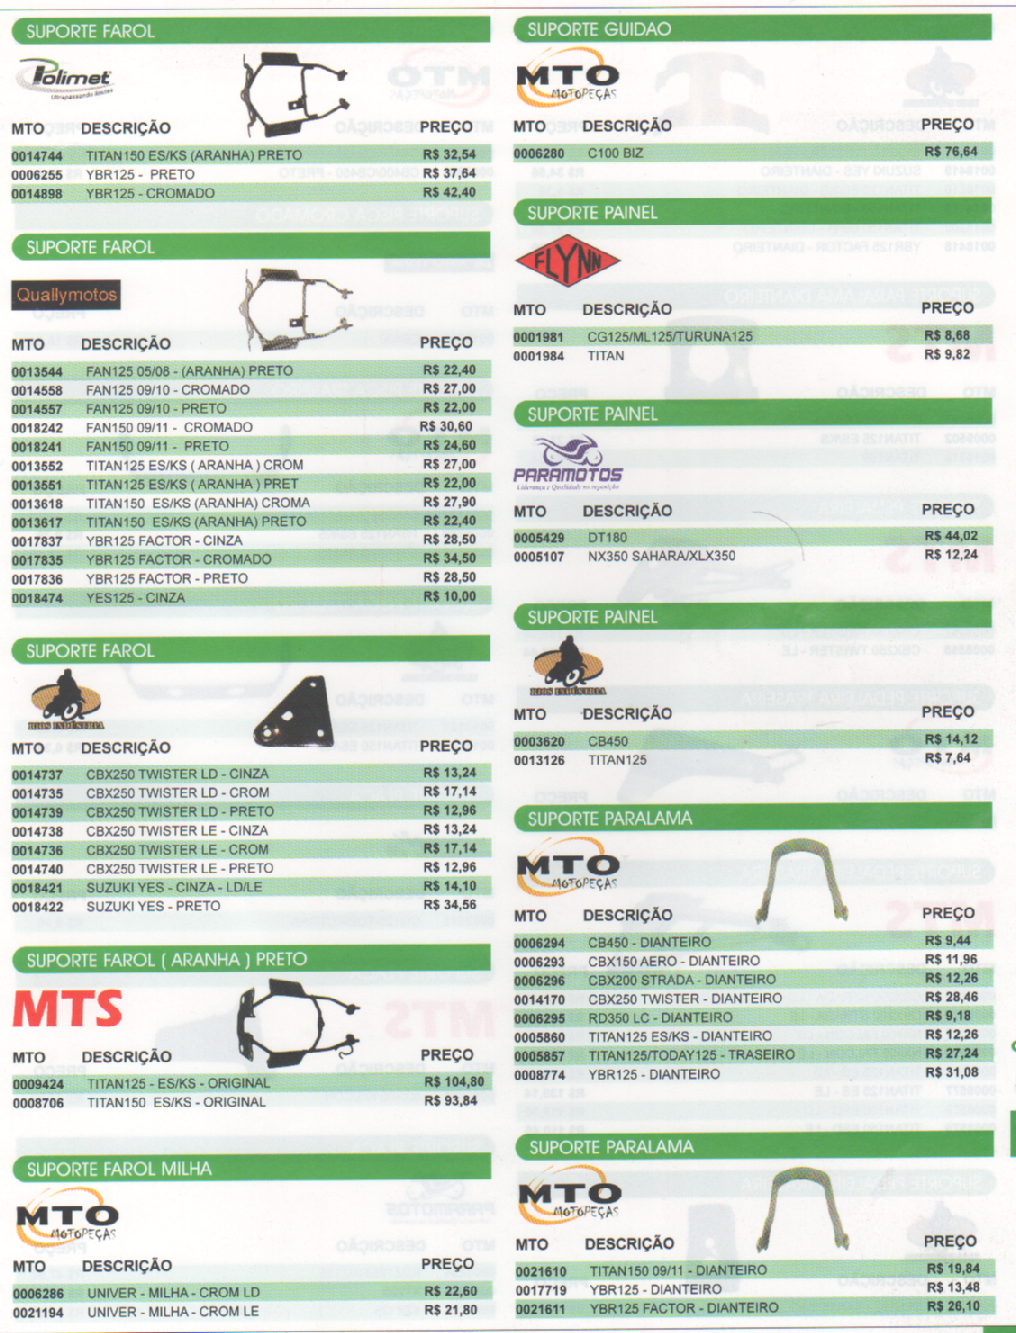 SUPORTE FAROL
Polimet
Ultrapassando limites
MTO DESCRIÇÃO PREÇO
0014744 TITAN150 ES/KS (ARANHA) PRETO R$ 32,54
0006255 YBR125 - PRETO R$ 37,64
0014898 YBR125 - CROMADO R$ 42,40
SUPORTE FAROL
Quallymotos
MTO DESCRIÇÃO PREÇO
0013544 FAN125 05/08 - (ARANHA) PRETO R$ 22,40
0014558 FAN125 09/10 - CROMADO R$ 27,00
0014557 FAN125 09/10 - PRETO R$ 22,00
0018242 FAN150 09/11 - CROMADO R$ 30,60
0018241 FAN150 09/11 - PRETO R$ 24,60
0013552 TITAN125 ES/KS ( ARANHA ) CROM R$ 27,00
0013551 TITAN125 ES/KS ( ARANHA ) PRET R$ 22,00
0013618 TITAN150 ES/KS (ARANHA) CROMA R$ 27,90
0013617 TITAN150 ES/KS (ARANHA) PRETO R$ 22,40
0017837 YBR125 FACTOR - CINZA R$ 28,50
0017835 YBR125 FACTOR - CROMADO R$ 34,50
0017836 YBR125 FACTOR - PRETO R$ 28,50
0018474 YES125 - CINZA R$ 10,00
SUPORTE FAROL
RIOS INDÚSTRIA
MTO DESCRIÇÃO PREÇO
0014737 CBX250 TWISTER LD - CINZA R$ 13,24
0014735 CBX250 TWISTER LD - CROM R$ 17,14
0014739 CBX250 TWISTER LD - PRETO R$ 12,96
0014738 CBX250 TWISTER LE - CINZA R$ 13,24
0014736 CBX250 TWISTER LE - CROM R$ 17,14
0014740 CBX250 TWISTER LE - PRETO R$ 12,96
0018421 SUZUKI YES - CINZA - LD/LE R$ 14,10
0018422 SUZUKI YES - PRETO R$ 34,56
SUPORTE FAROL ( ARANHA ) PRETO
MTS
MTO DESCRIÇÃO PREÇO
0009424 TITAN125 - ES/KS - ORIGINAL R$ 104,80
0008706 TITAN150 ES/KS - ORIGINAL R$ 93,84
SUPORTE FAROL MILHA
MTO
MOTOPEÇAS
MTO DESCRIÇÃO PREÇO
0006286 UNIVER - MILHA - CROM LD R$ 22,60
0021194 UNIVER - MILHA - CROM LE R$ 21,80
SUPORTE GUIDAO
MTO
MOTOPEÇAS
MTO DESCRIÇÃO PREÇO
0006280 C100 BIZ R$ 76,64
SUPORTE PAINEL
FLYNN
MTO DESCRIÇÃO PREÇO
0001981 CG125/ML125/TURUNA125 R$ 8,68
0001984 TITAN R$ 9,82
SUPORTE PAINEL
PARAMOTOS
Liderança e Qualidade na reposição
MTO DESCRIÇÃO PREÇO
0005429 DT180 R$ 44,02
0005107 NX350 SAHARA/XLX350 R$ 12,24
SUPORTE PAINEL
RIOS INDÚSTRIA
MTO DESCRIÇÃO PREÇO
0003620 CB450 R$ 14,12
0013126 TITAN125 R$ 7,64
SUPORTE PARALAMA
MTO
MOTOPEÇAS
MTO DESCRIÇÃO PREÇO
0006294 CB450 - DIANTEIRO R$ 9,44
0006293 CBX150 AERO - DIANTEIRO R$ 11,96
0006296 CBX200 STRADA - DIANTEIRO R$ 12,26
0014170 CBX250 TWISTER - DIANTEIRO R$ 28,46
0006295 RD350 LC - DIANTEIRO R$ 9,18
0005860 TITAN125 ES/KS - DIANTEIRO R$ 12,26
0005857 TITAN125/TODAY125 - TRASEIRO R$ 27,24
0008774 YBR125 - DIANTEIRO R$ 31,08
SUPORTE PARALAMA
MTO
MOTOPEÇAS
MTO DESCRIÇÃO PREÇO
0021610 TITAN150 09/11 - DIANTEIRO R$ 19,84
0017719 YBR125 - DIANTEIRO R$ 13,48
0021611 YBR125 FACTOR - DIANTEIRO R$ 26,10